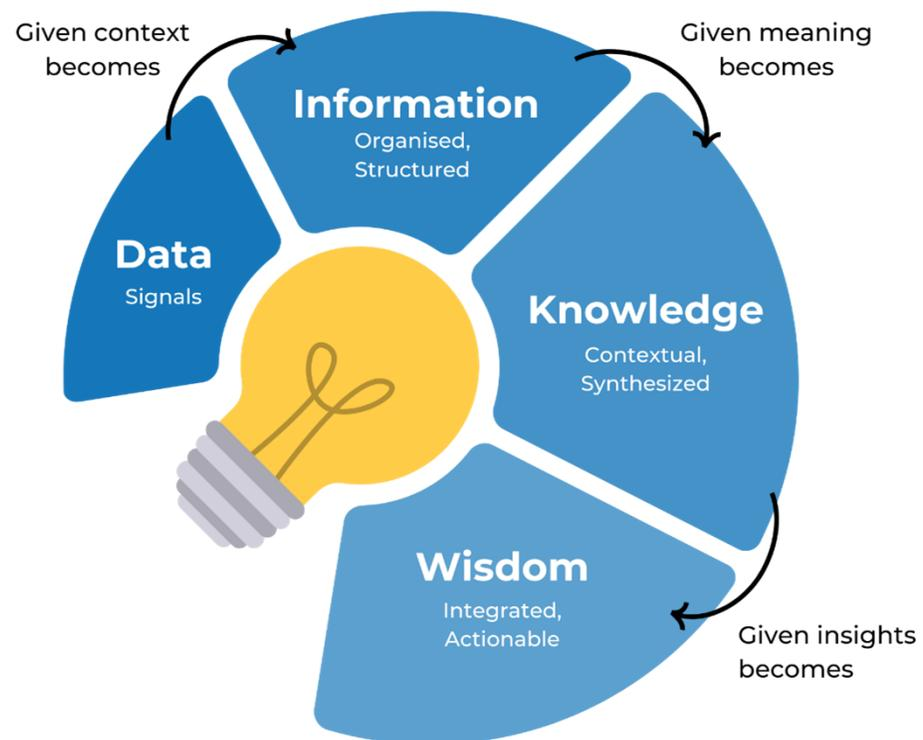 Given context
becomes
Given meaning
becomes
Information
Organised,
Structured
Data
Signals
Knowledge
Contextual,
Synthesized
Wisdom
Integrated,
Actionable
Given insights
becomes